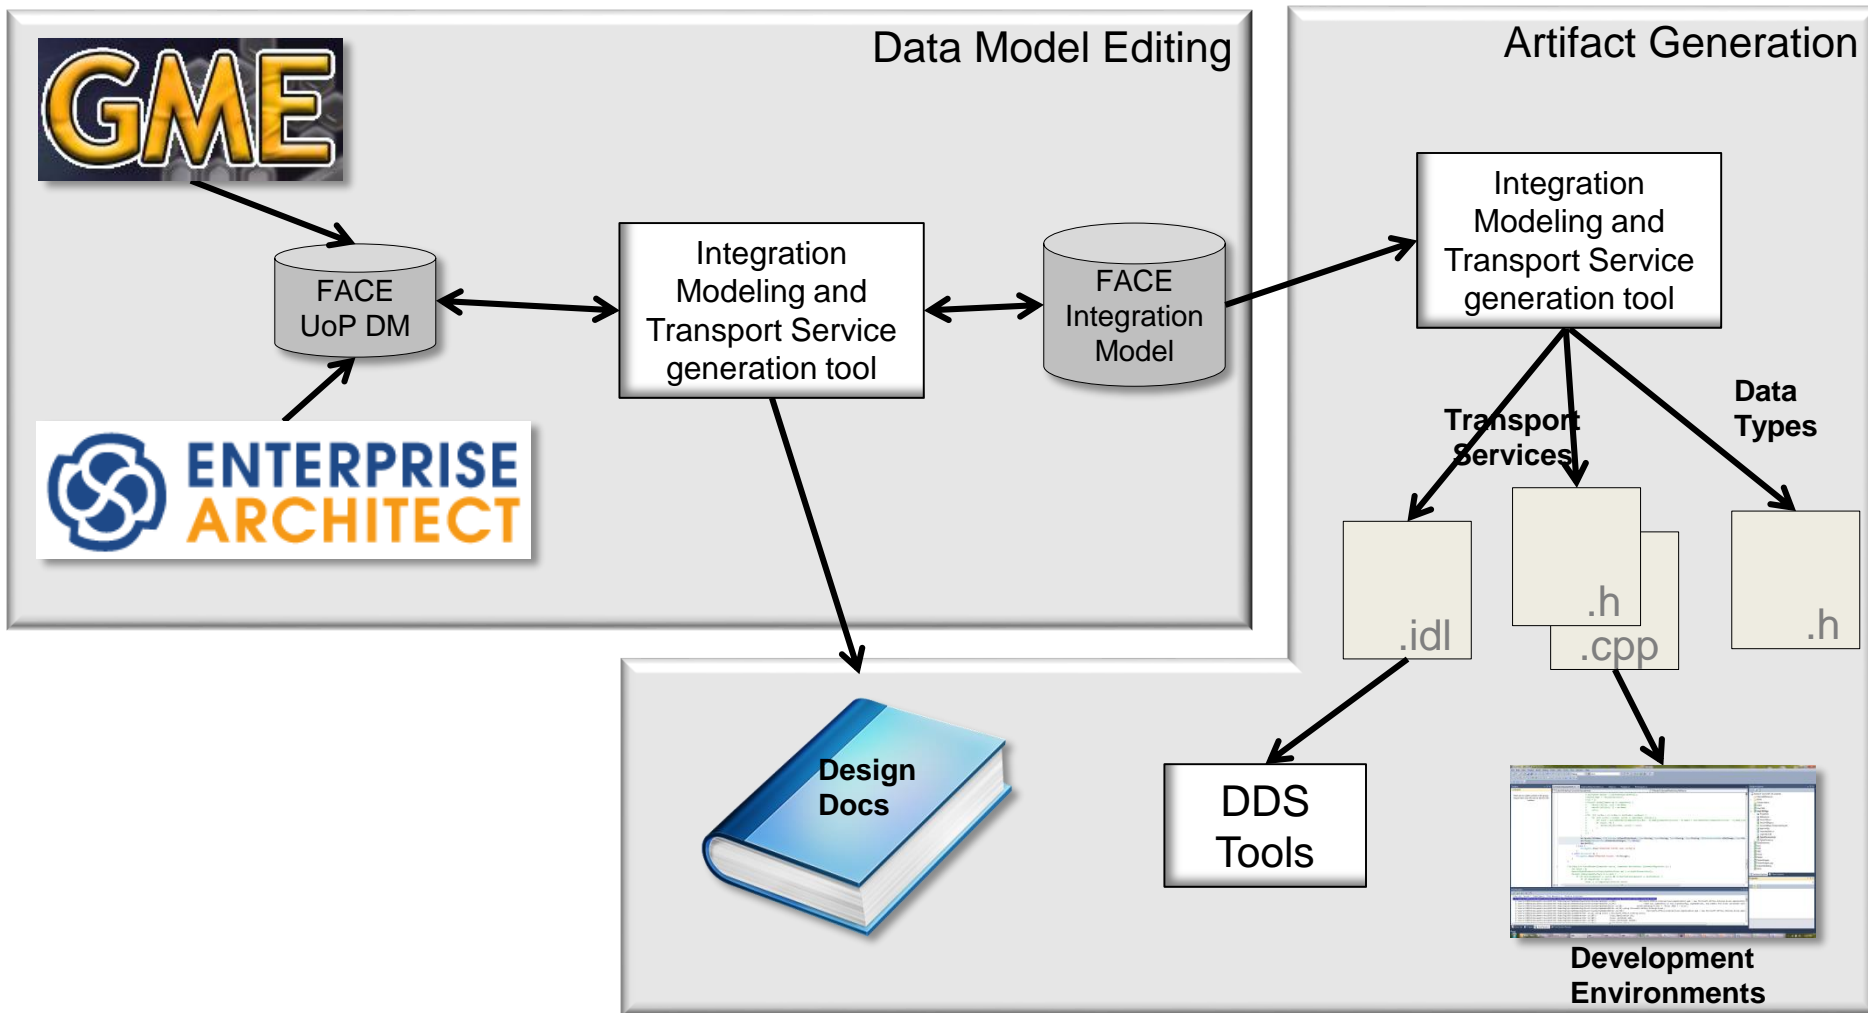 Data Model Editing
Artifact Generation
GME
Integration
Modeling and
Transport Service
generation tool
FACE
UoP DM
Integration
Modeling and
Transport Service
generation tool
FACE
Integration
Model
ENTERPRISE
ARCHITECT
Transport
Services
Data
Types
.idl
.h
.cpp
.h
Design
Docs
DDS
Tools
Development
Environments